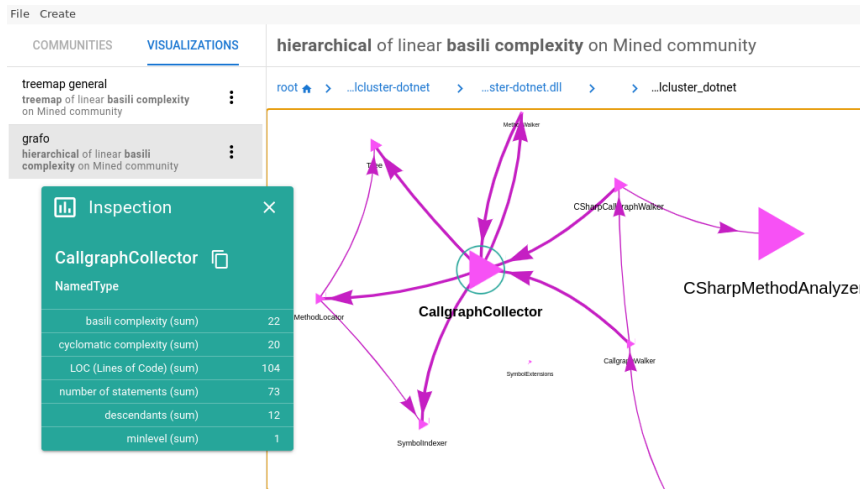 File Create
COMMUNITIES VISUALIZATIONS
hierarchical of linear basili complexity on Mined community
treemap general
treemap of linear basili complexity
on Mined community
grafo
hierarchical of linear basili
complexity on Mined community
root …lcluster-dotnet …ster-dotnet.dll …lcluster_dotnet
Inspection
CallgraphCollector
NamedType
basili complexity (sum) 22
cyclomatic complexity (sum) 20
LOC (Lines of Code) (sum) 104
number of statements (sum) 73
descendants (sum) 12
minlevel (sum) 1
Tree
CSharpCallgraphWalker
CSharpMethodAnalyzer
MethodLocator
CallgraphCollector
CallgraphWalker
SymbolExtensions
SymbolIndexer